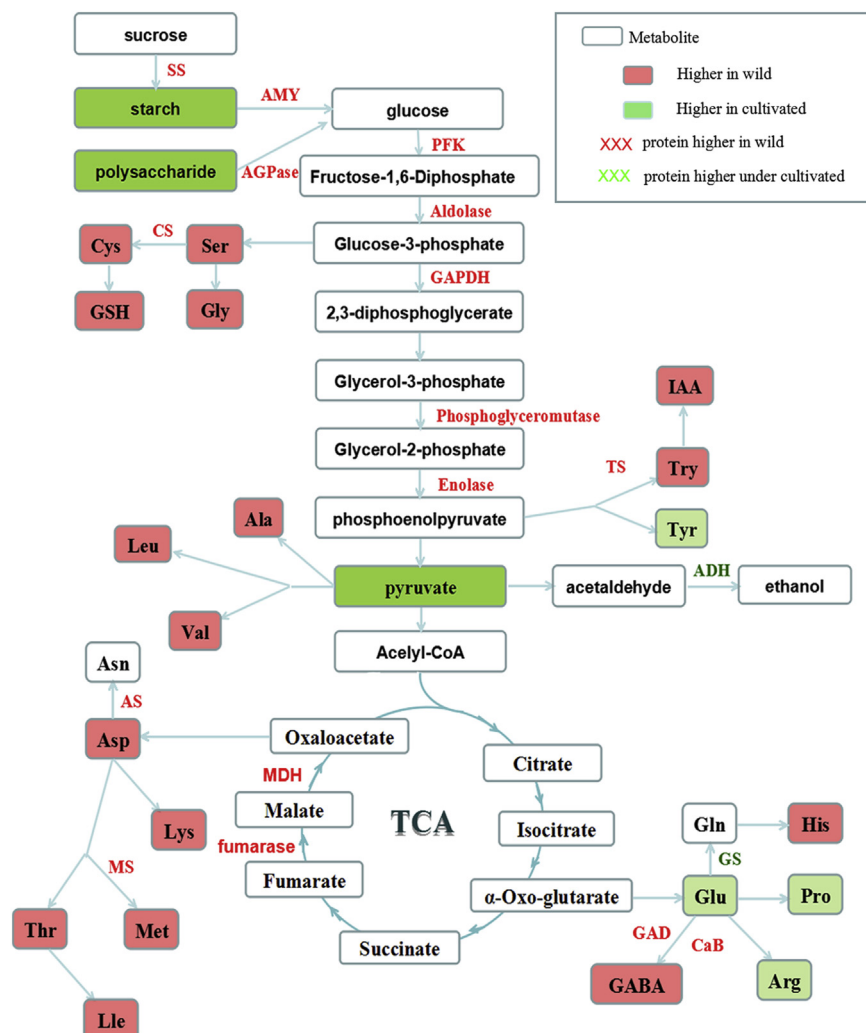 sucrose
Metabolite
SS
Higher in wild
starch
AMY
glucose
Higher in cultivated
XXX protein higher in wild
PFK
polysaccharide
AGPase
Fructose-1,6-Diphosphate
XXX protein higher under cultivated
Aldolase
Cys
CS
Ser
Glucose-3-phosphate
GAPDH
GSH
Gly
2,3-diphosphoglycerate
Glycerol-3-phosphate
IAA
Phosphoglyceromutase
Glycerol-2-phosphate
TS
Try
Enolase
Ala
phosphoenolpyruvate
Tyr
Leu
pyruvate
acetaldehyde
ADH
ethanol
Val
Acelyl-CoA
Asn
AS
Asp
Oxaloacetate
Citrate
MDH
Malate
TCA
Isocitrate
Gln
His
Lys
fumarase
GS
MS
Fumarate
α-Oxo-glutarate
Glu
Pro
Thr
Met
Succinate
GAD
CaB
GABA
Arg
Lle